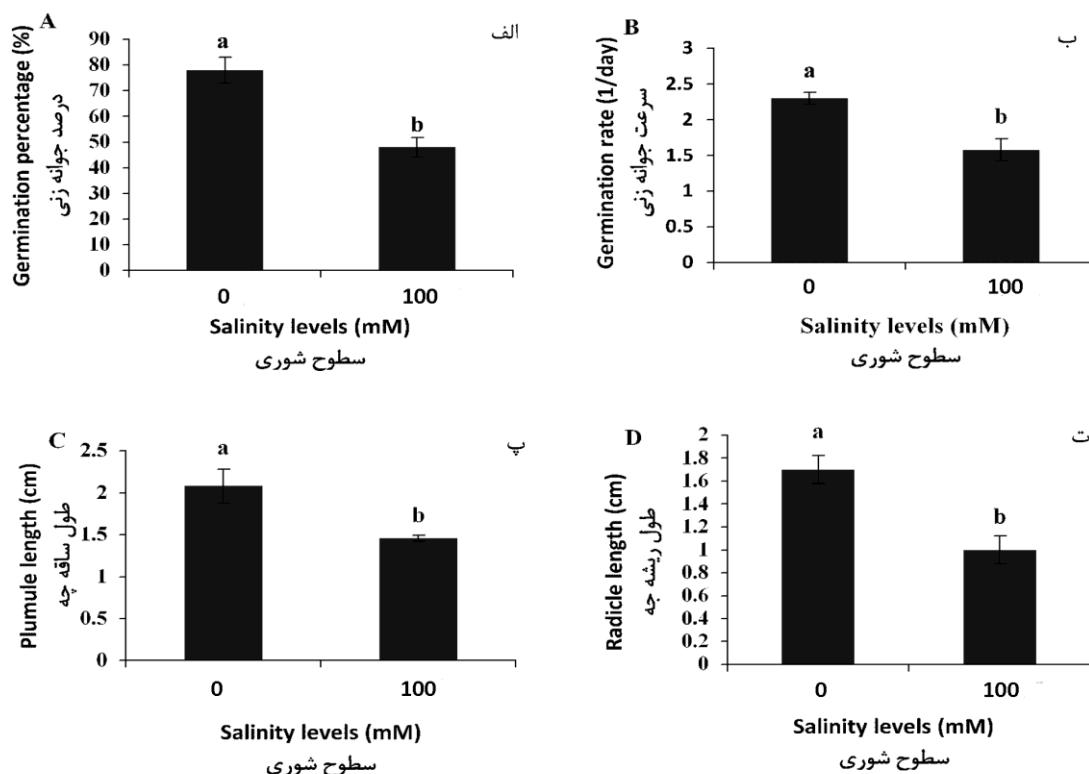 A
الف
Germination percentage (%)
درصد جوانه زنی
90
80
70
60
50
40
30
20
10
0
a
b
0
100
Salinity levels (mM)
سطوح شوری
B
ب
Germination rate (1/day)
سرعت جوانه زنی
3
2.5
2
1.5
1
0.5
0
a
b
0
100
Salinity levels (mM)
سطوح شوری
C
پ
Plumule length (cm)
طول ساقه چه
2.5
2
1.5
1
0.5
0
a
b
0
100
Salinity levels (mM)
سطوح شوری
D
ت
Radicle length (cm)
طول ریشه جه
2
1.8
1.6
1.4
1.2
1
0.8
0.6
0.4
0.2
0
a
b
0
100
Salinity levels (mM)
سطوح شوری